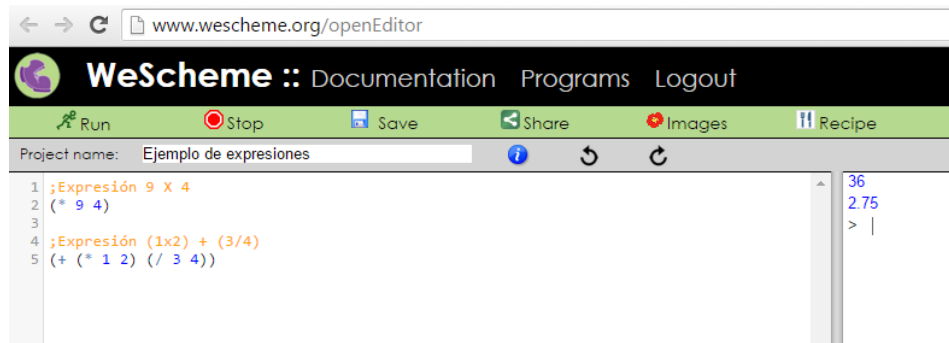 www.wescheme.org/openEditor
WeScheme :: Documentation Programs Logout
Run Stop Save Share Images Recipe
Project name: Ejemplo de expresiones
1 ;Expresión 9 X 4
2 (* 9 4)
3
4 ;Expresión (1x2) + (3/4)
5 (+ (* 1 2) (/ 3 4))
36
2.75
>